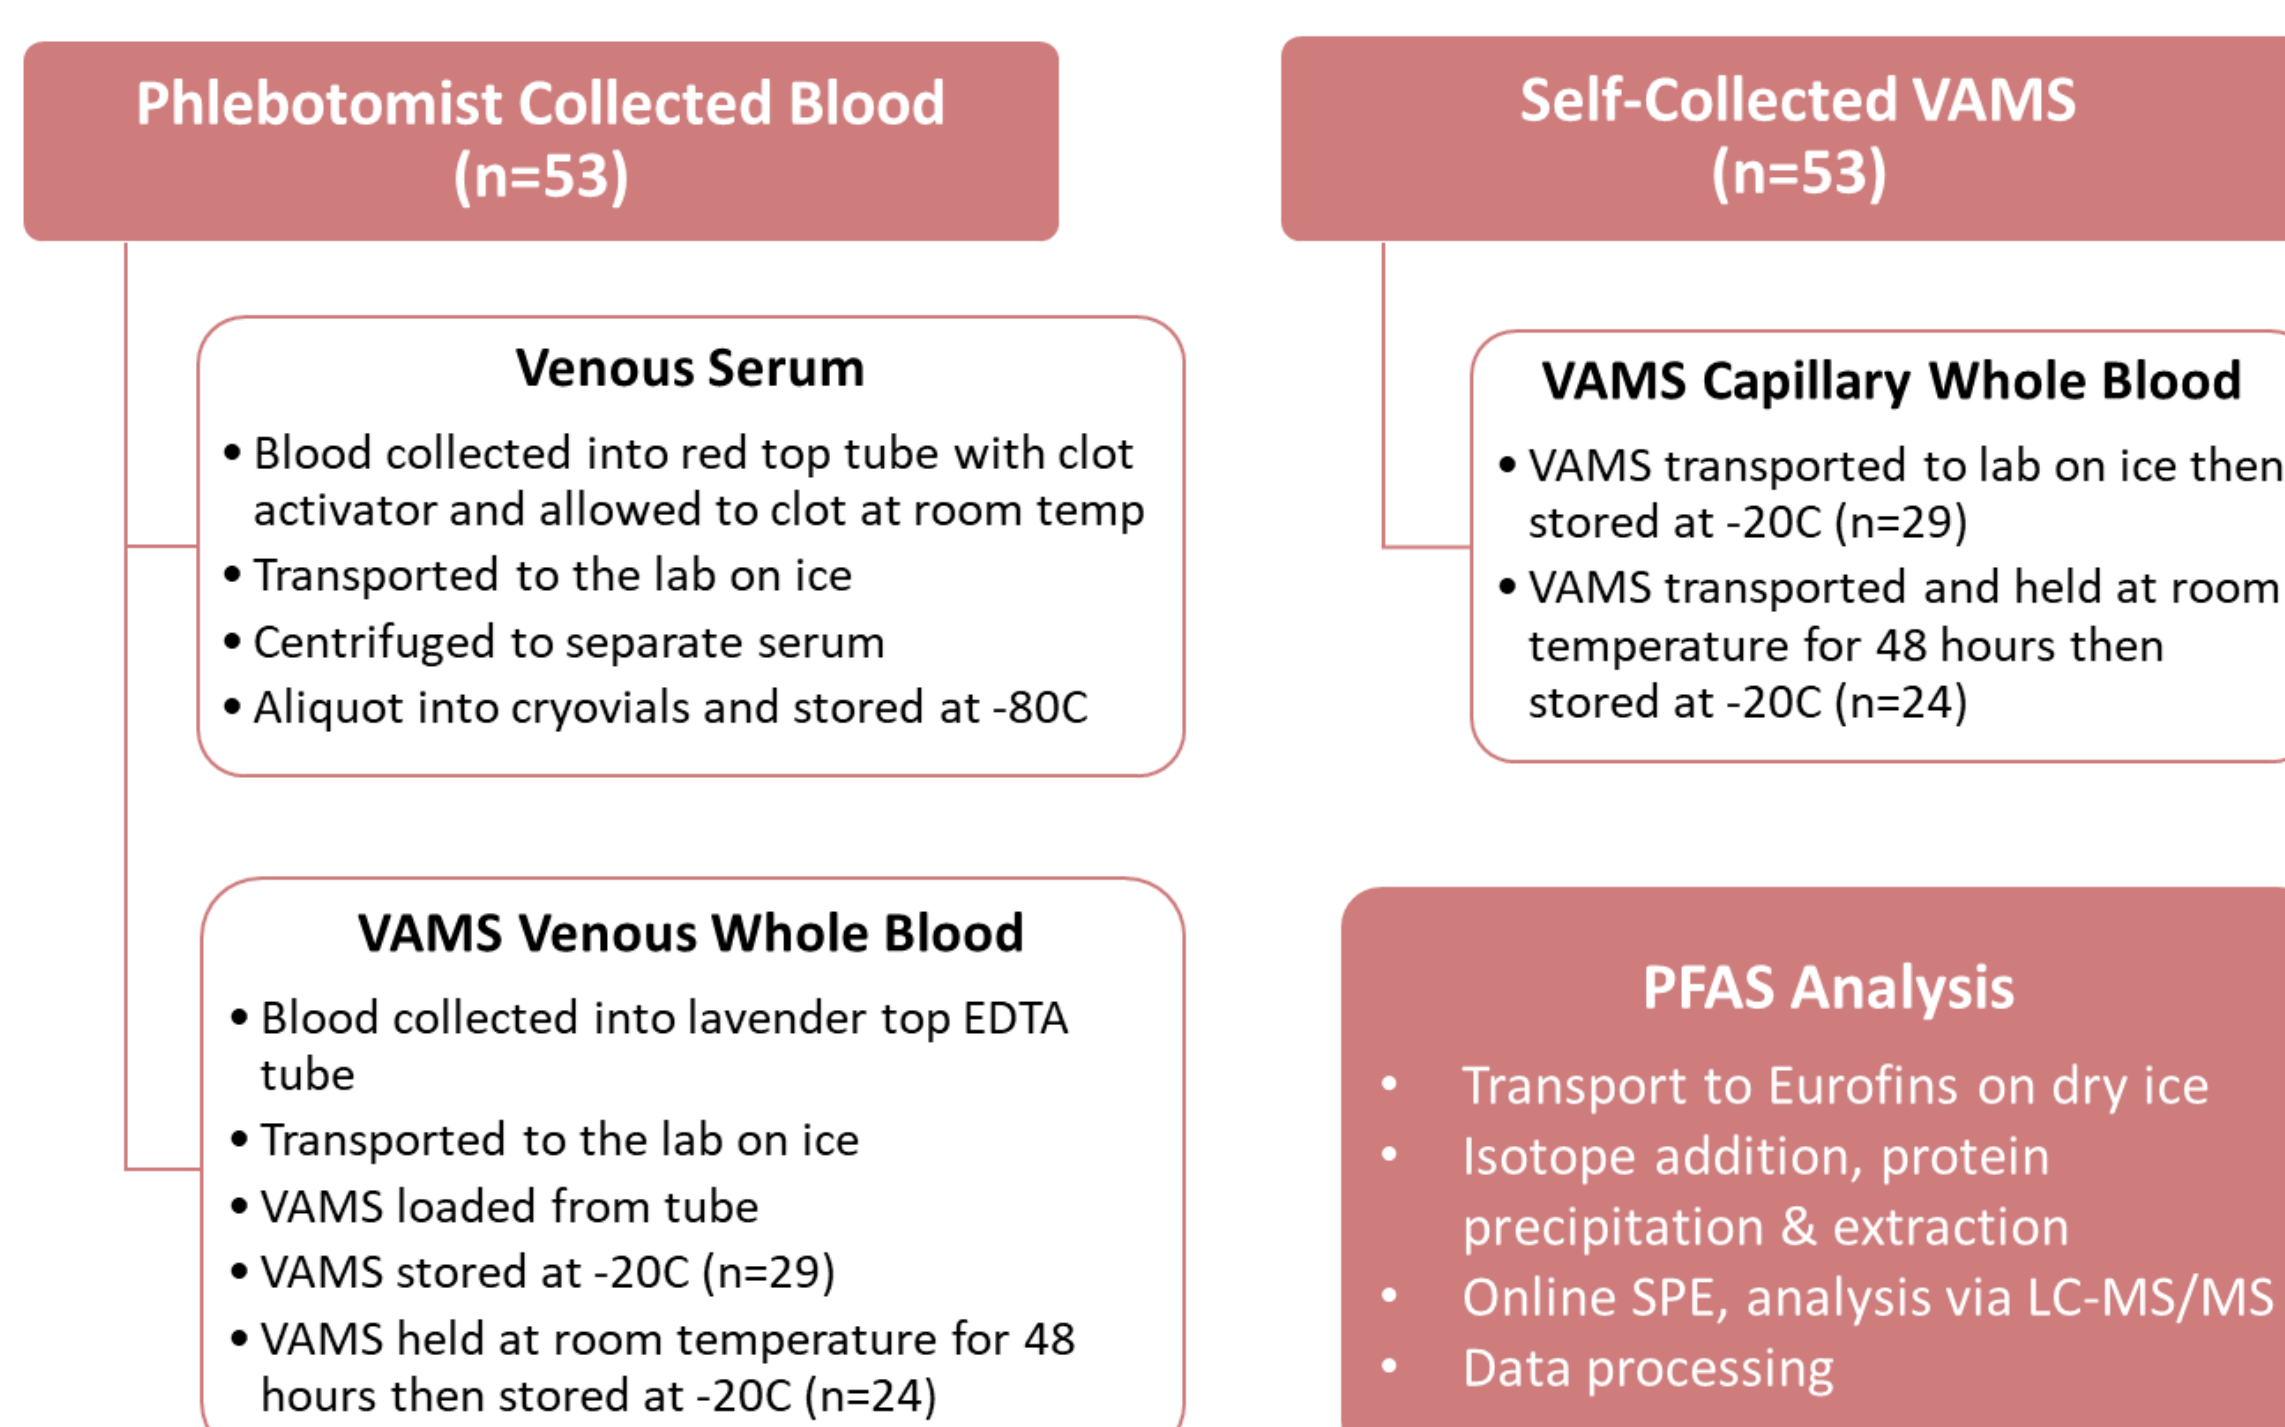 Phlebotomist Collected Blood
(n=53)
Venous Serum
• Blood collected into red top tube with clot
activator and allowed to clot at room temp
• Transported to the lab on ice
• Centrifuged to separate serum
• Aliquot into cryovials and stored at -80C
VAMS Venous Whole Blood
• Blood collected into lavender top EDTA
tube
• Transported to the lab on ice
• VAMS loaded from tube
• VAMS stored at -20C (n=29)
• VAMS held at room temperature for 48
hours then stored at -20C (n=24)
Self-Collected VAMS
(n=53)
VAMS Capillary Whole Blood
• VAMS transported to lab on ice then
stored at -20C (n=29)
• VAMS transported and held at room
temperature for 48 hours then
stored at -20C (n=24)
PFAS Analysis
• Transport to Eurofins on dry ice
• Isotope addition, protein
precipitation & extraction
• Online SPE, analysis via LC-MS/MS
• Data processing